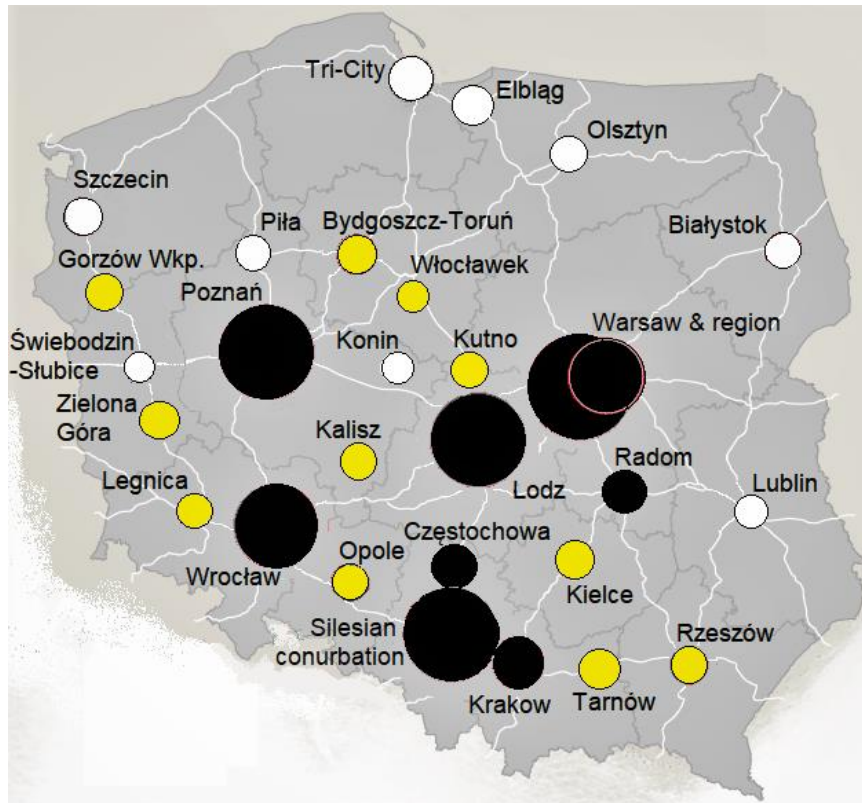 Tri-City
Elbląg
Olsztyn
Szczecin
Piła
Bydgoszcz-Toruń
Białystok
Gorzów Wkp.
Włocławek
Poznań
Warsaw & region
Świebodzin
-Słubice
Konin
Kutno
Zielona
Góra
Kalisz
Radom
Legnica
Lodz
Lublin
Częstochowa
Wrocław
Opole
Kielce
Silesian
conurbation
Rzeszów
Krakow
Tarnów